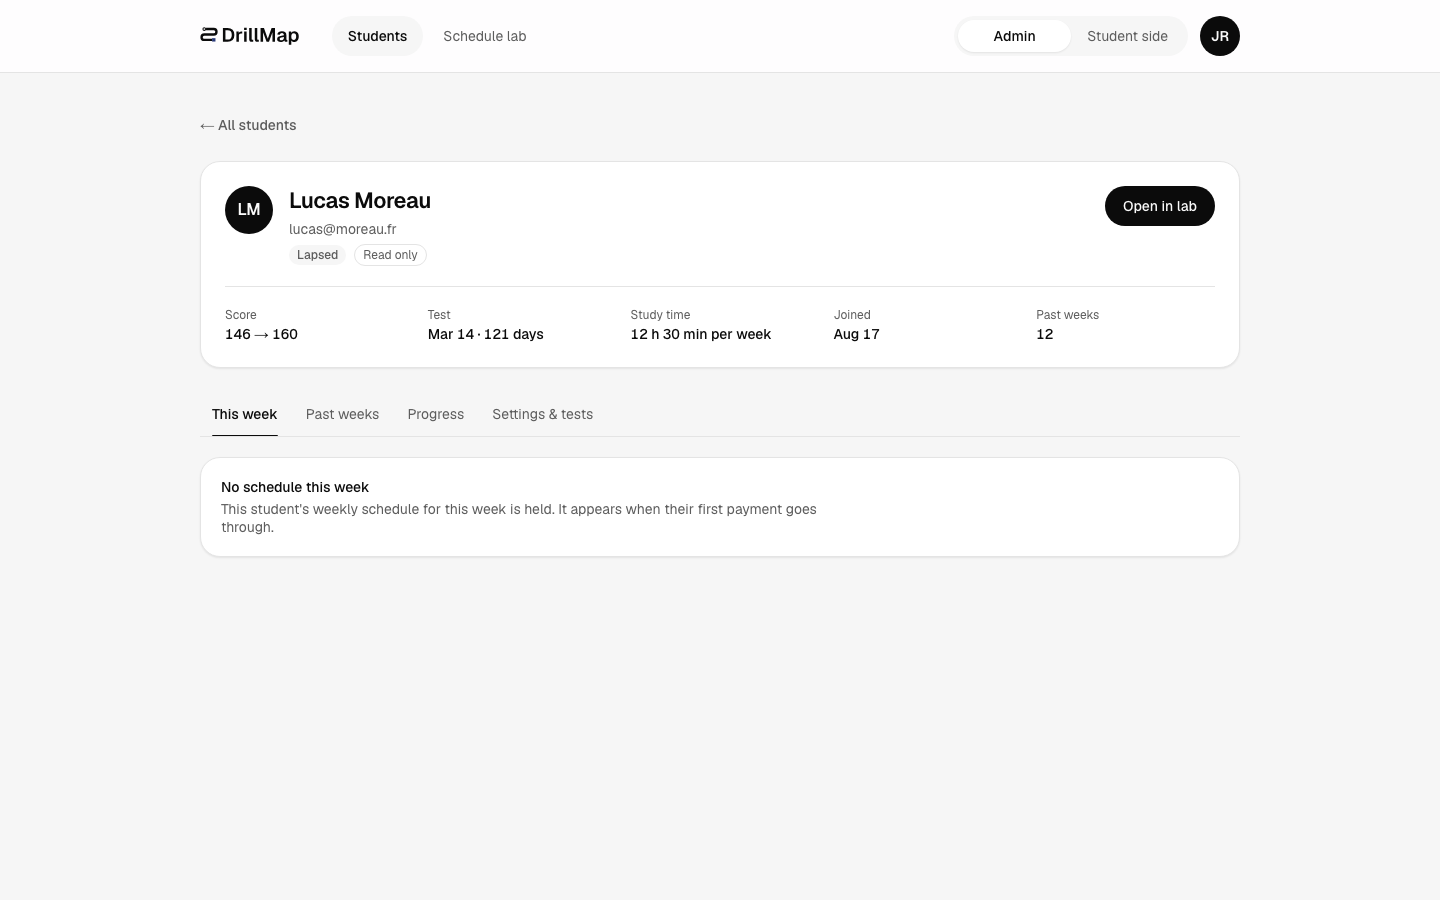 DrillMap
Students
Schedule lab
Admin
Student side
JR
← All students
LM
Lucas Moreau
lucas@moreau.fr
Lapsed
Read only
Open in lab
Score
146 → 160
Test
Mar 14 · 121 days
Study time
12 h 30 min per week
Joined
Aug 17
Past weeks
12
This week
Past weeks
Progress
Settings & tests
No schedule this week
This student's weekly schedule for this week is held. It appears when their first payment goes
through.